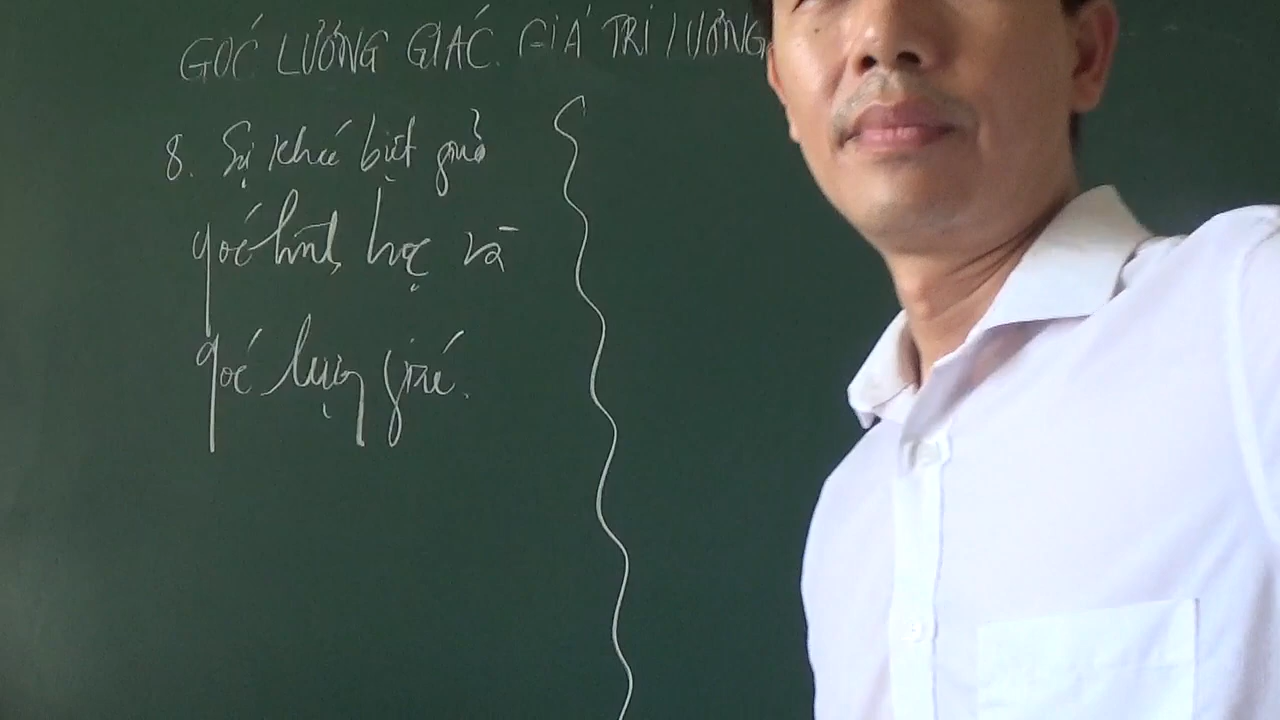 GÓC LƯỢNG GIÁC. GIÁ TRỊ LƯỢNG
8. Sự khác biệt giữa
góc hình học và
góc lượng giác.